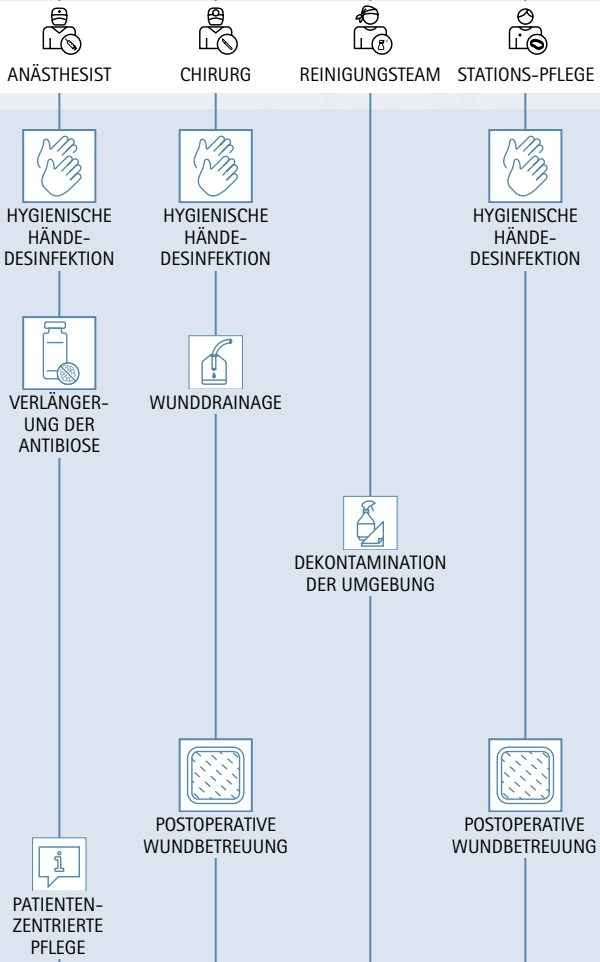 ANÄSTHESIST
CHIRURG
REINIGUNGSTEAM
STATIONS-PFLEGE
HYGIENISCHE
HÄNDE-
DESINFEKTION
HYGIENISCHE
HÄNDE-
DESINFEKTION
HYGIENISCHE
HÄNDE-
DESINFEKTION
VERLÄNGER-
UNG DER
ANTIBIOSE
WUNDDRAINAGE
DEKONTAMINATION
DER UMGEBUNG
POSTOPERATIVE
WUNDBETREUUNG
POSTOPERATIVE
WUNDBETREUUNG
i
PATIENTEN-
ZENTRIERTE
PFLEGE